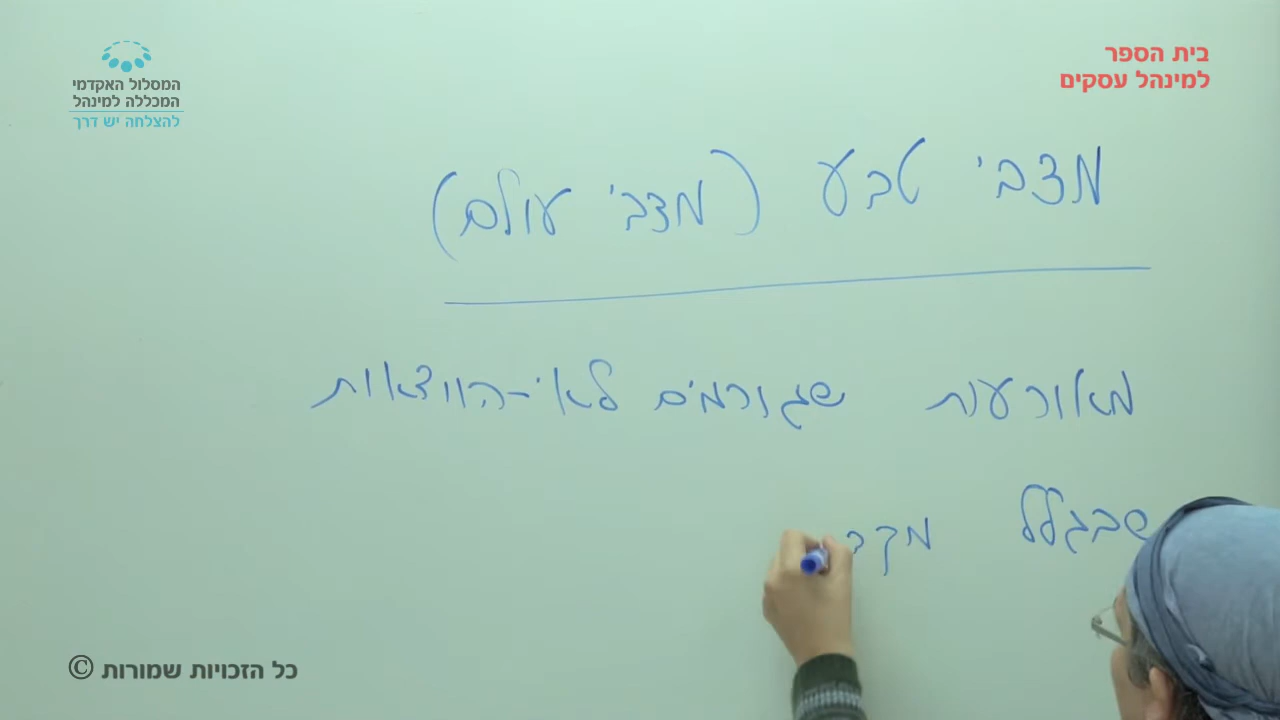 המסלול האקדמי
המכללה למינהל
להצלחה יש דרך
בית הספר
למינהל עסקים
מצבי טבע (מצבי עולם)
מאורעות שגורמים לאי-הוודאות
שבגללל
כל הזכויות שמורות ©